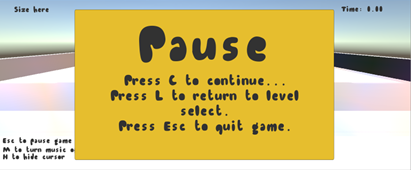 Size here
Time: 0.00
Pause
Press C to continue...
Press L to return to level
select.
Press Esc to quit game.
Esc to pause game
M to turn music o
H to hide cursor